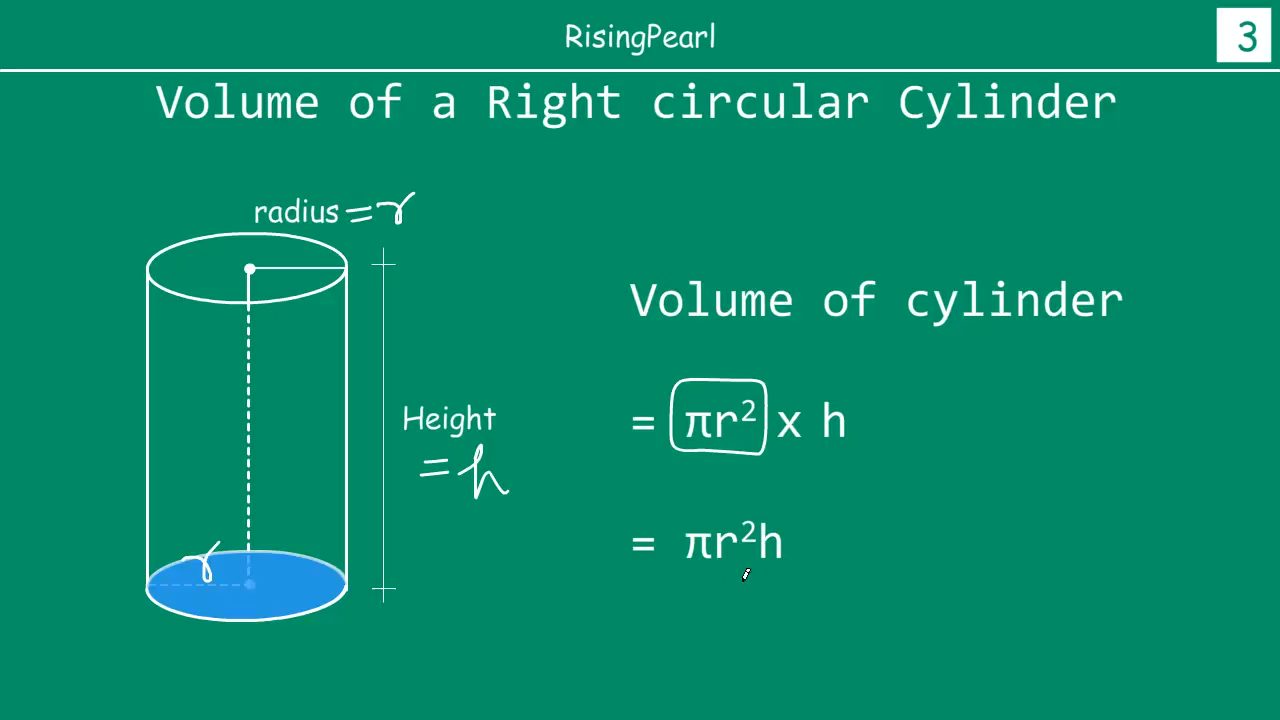 RisingPearl
3
Volume of a Right circular Cylinder
radius = r
Volume of cylinder
Height
= h
= πr² x h
= πr²h
r